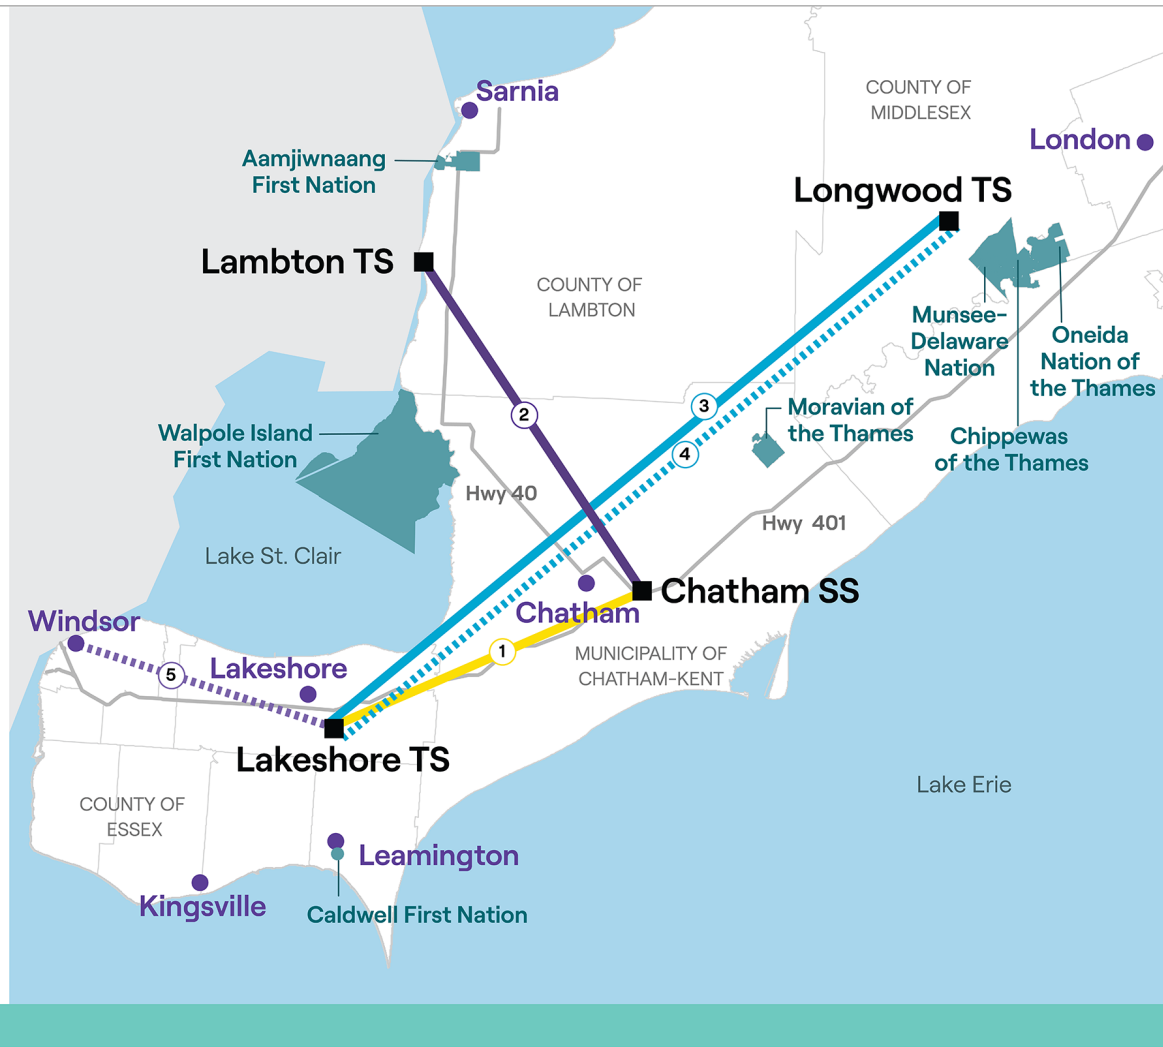 Sarnia
COUNTY OF
MIDDLESEX
London
Aamjiwnaang
First Nation
Longwood TS
Lambton TS
COUNTY OF
LAMBTON
Munsee-
Delaware
Nation
Oneida
Nation of
the Thames
2
3
Moravian of
the Thames
Walpole Island
First Nation
4
Chippewas
of the Thames
Hwy 40
Hwy 401
Lake St. Clair
Chatham SS
Chatham
Windsor
1
MUNICIPALITY OF
CHATHAM-KENT
5
Lakeshore
Lakeshore TS
Lake Erie
COUNTY OF
ESSEX
Leamington
Kingsville
Caldwell First Nation